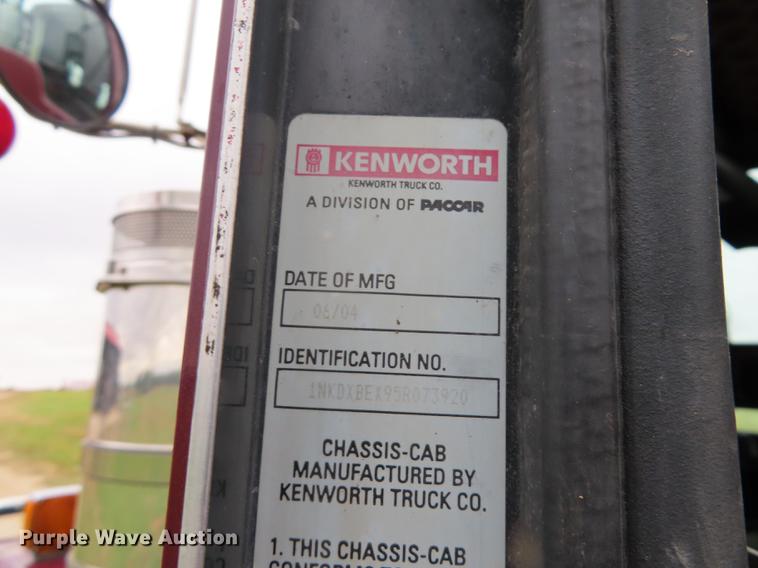 KENWORTH
KENWORTH TRUCK CO.
A DIVISION OF PACCAR
DATE OF MFG
06/04
IDENTIFICATION NO.
1NKDXBEX95R073920
CHASSIS-CAB
MANUFACTURED BY
KENWORTH TRUCK CO.
1. THIS CHASSIS-CAB
Purple Wave Auction